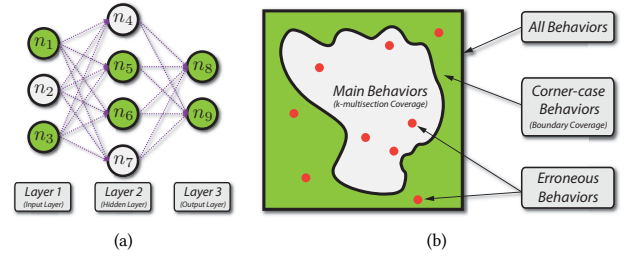 (a)
n1
n2
n3
n4
n5
n6
n7
n8
n9
Layer 1
(Input Layer)
Layer 2
(Hidden Layer)
Layer 3
(Output Layer)
(a)
Main Behaviors
(k-multisection Coverage)
All Behaviors
Corner-case
Behaviors
(Boundary Coverage)
Erroneous
Behaviors
(b)
(b)